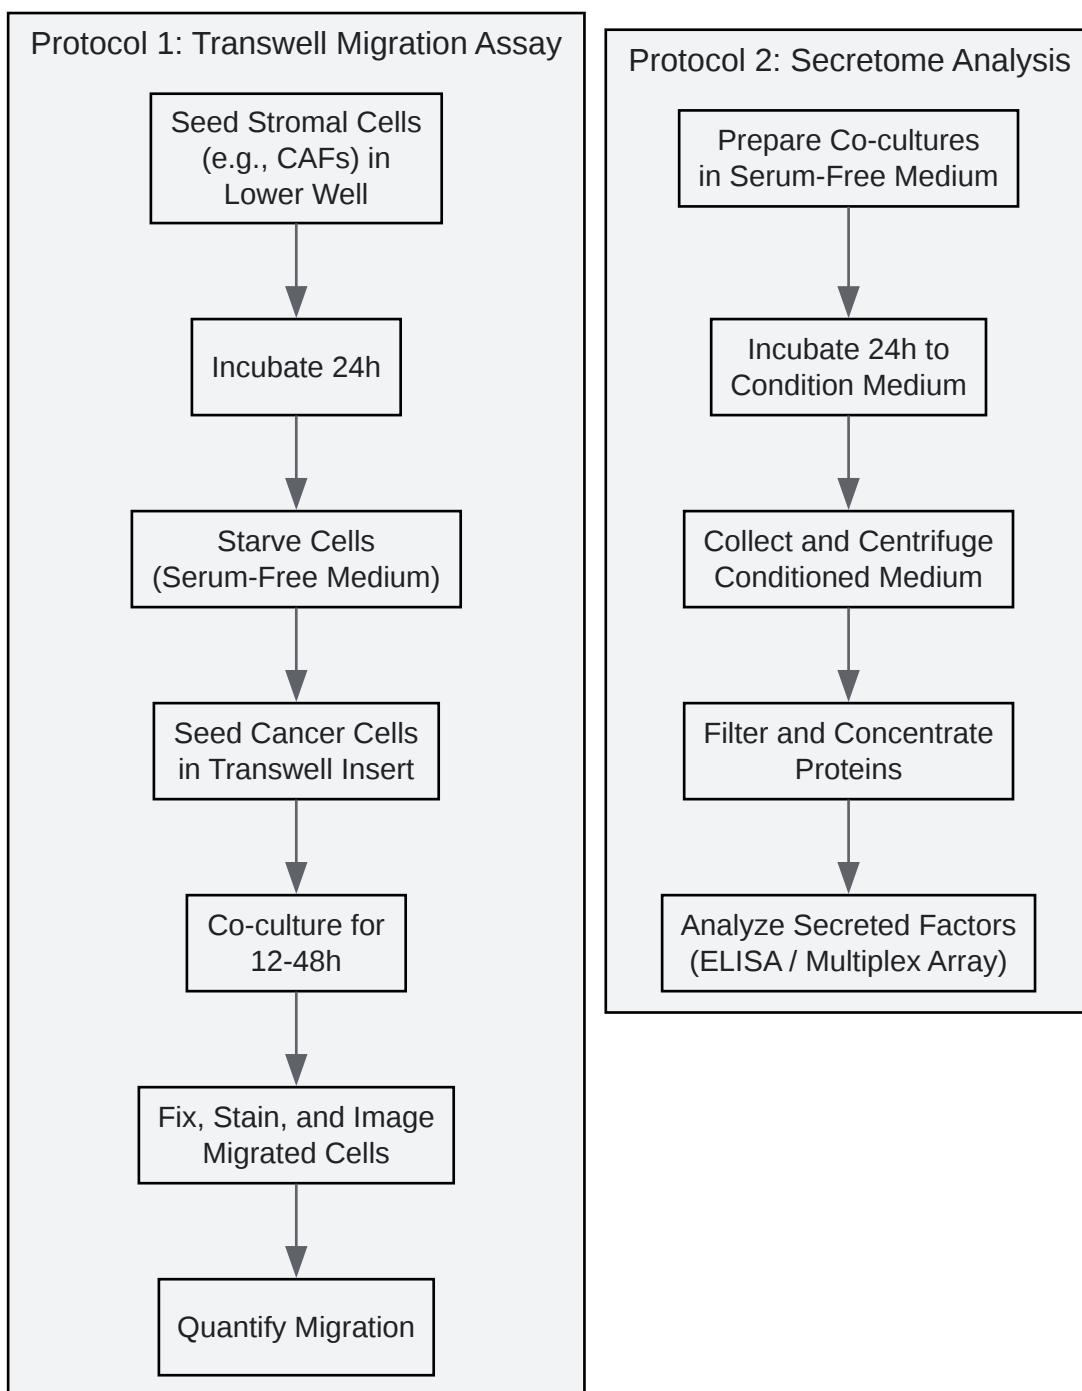 Protocol 1: Transwell Migration Assay
Seed Stromal Cells
(e.g., CAFs) in
Lower Well
Incubate 24h
Starve Cells
(Serum-Free Medium)
Seed Cancer Cells
in Transwell Insert
Co-culture for
12-48h
Fix, Stain, and Image
Migrated Cells
Quantify Migration
Protocol 2: Secretome Analysis
Prepare Co-cultures
in Serum-Free Medium
Incubate 24h to
Condition Medium
Collect and Centrifuge
Conditioned Medium
Filter and Concentrate
Proteins
Analyze Secreted Factors
(ELISA / Multiplex Array)